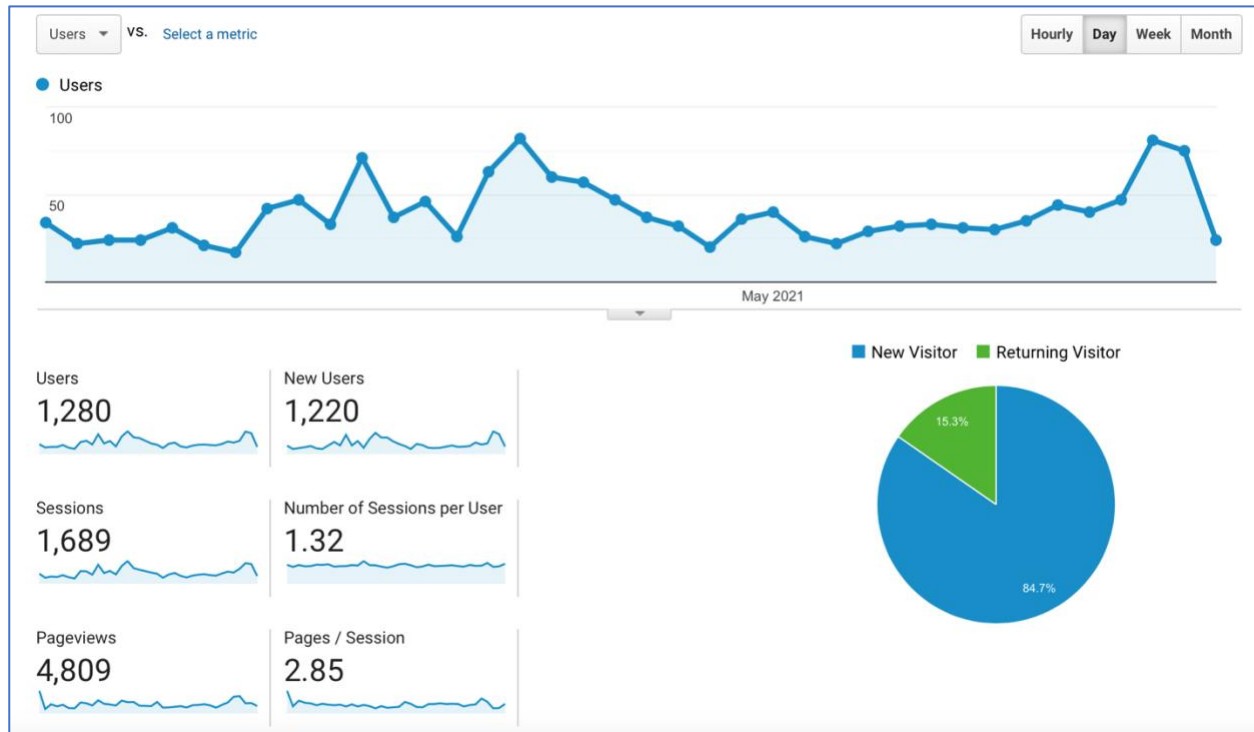 Users vs. Select a metric
Hourly Day Week Month
Users
100
50
May 2021
New Visitor Returning Visitor
Users
1,280
New Users
1,220
15.3%
84.7%
Sessions
1,689
Number of Sessions per User
1.32
Pageviews
4,809
Pages / Session
2.85